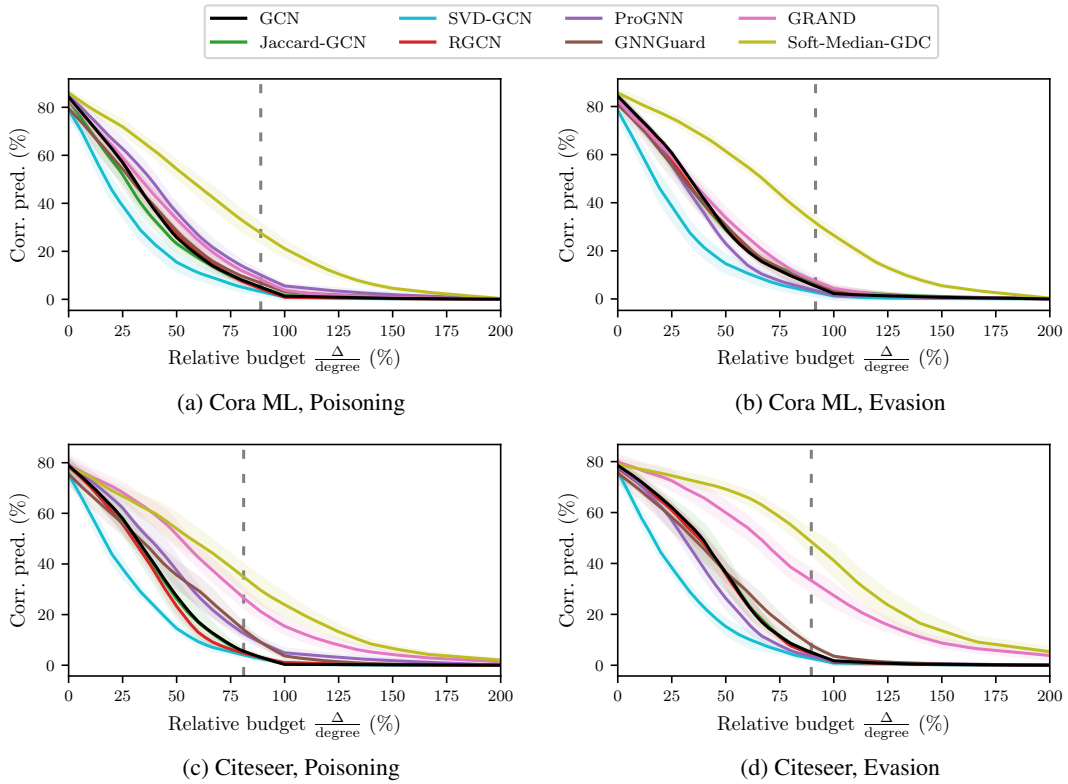 GCN SVD-GCN ProGNN GRAND
Jaccard-GCN RGCN GNNGuard Soft-Median-GDC
Corr. pred. (%)
80
60
40
20
0
0 25 50 75 100 125 150 175 200
Relative budget Δ/degree (%)
(a) Cora ML, Poisoning
Corr. pred. (%)
80
60
40
20
0
0 25 50 75 100 125 150 175 200
Relative budget Δ/degree (%)
(b) Cora ML, Evasion
Corr. pred. (%)
80
60
40
20
0
0 25 50 75 100 125 150 175 200
Relative budget Δ/degree (%)
(c) Citeseer, Poisoning
Corr. pred. (%)
80
60
40
20
0
0 25 50 75 100 125 150 175 200
Relative budget Δ/degree (%)
(d) Citeseer, Evasion